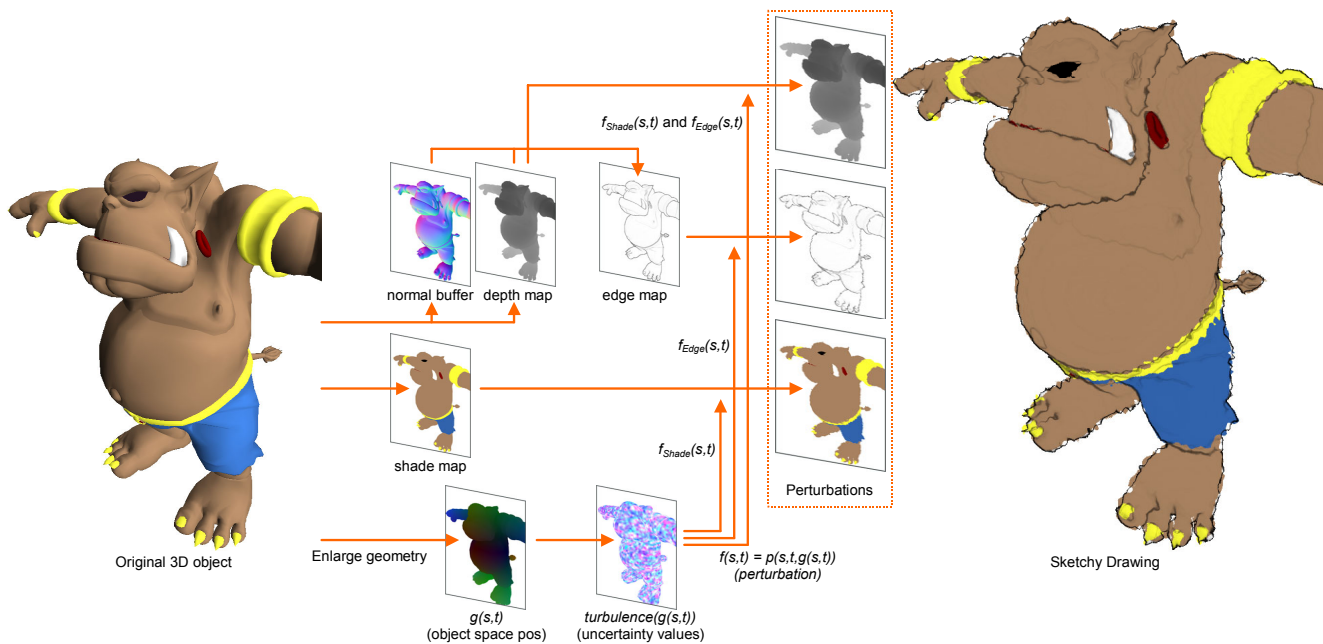 f_Shade(s,t) and f_Edge(s,t)
normal buffer
depth map
edge map
f_Edge(s,t)
f_Shade(s,t)
shade map
Perturbations
Original 3D object
Enlarge geometry
f(s,t) = p(s,t,g(s,t))
(perturbation)
Sketchy Drawing
g(s,t)
(object space pos)
turbulence(g(s,t))
(uncertainty values)